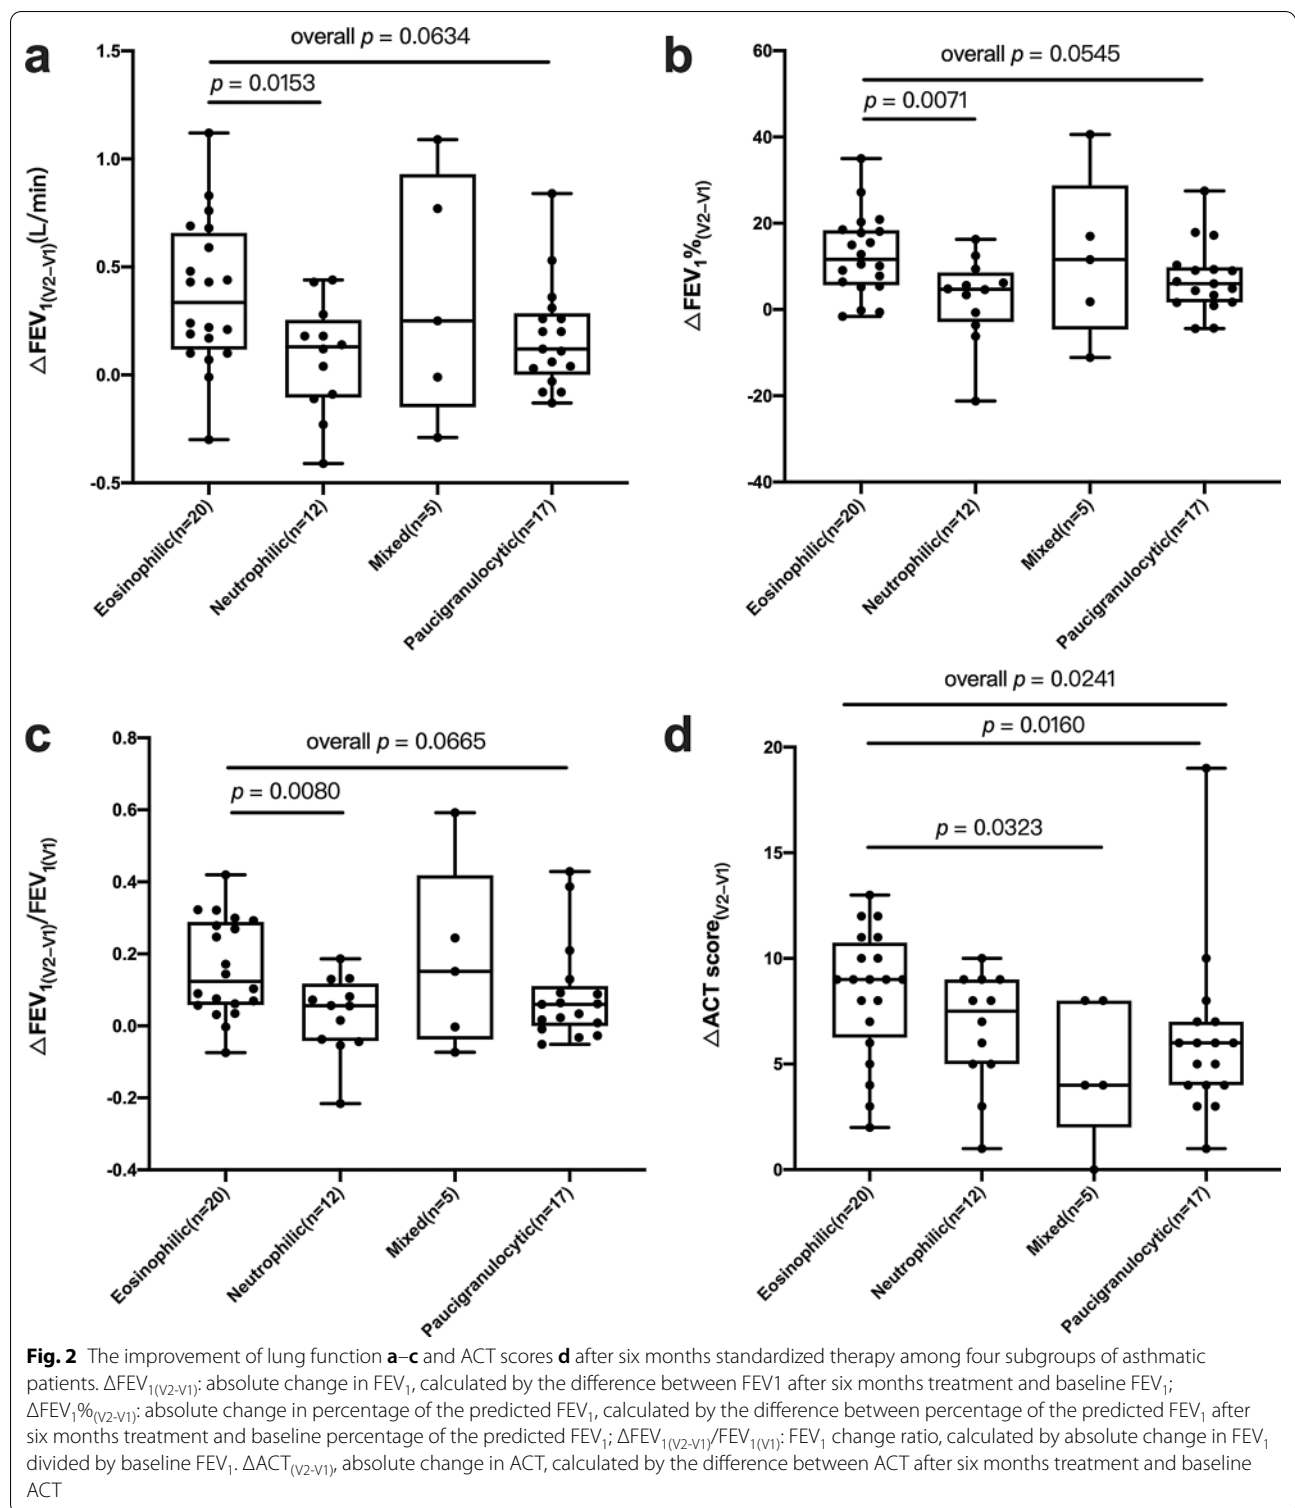 a
overall p = 0.0634
p = 0.0153
1.5
1.0
0.5
0.0
-0.5
△FEV1(V2−V1)(L/min)
Eosinophilic(n=20)
Neutrophilic(n=12)
Mixed(n=5)
Paucigranulocytic(n=17)
b
overall p = 0.0545
p = 0.0071
60
40
20
0
-20
-40
△FEV1%(V2−V1)
Eosinophilic(n=20)
Neutrophilic(n=12)
Mixed(n=5)
Paucigranulocytic(n=17)
c
overall p = 0.0665
p = 0.0080
0.8
0.6
0.4
0.2
0.0
-0.2
-0.4
△FEV1(V2−V1)/FEV1(V1)
Eosinophilic(n=20)
Neutrophilic(n=12)
Mixed(n=5)
Paucigranulocytic(n=17)
d
overall p = 0.0241
p = 0.0160
p = 0.0323
20
15
10
5
0
△ACT score(V2−V1)
Eosinophilic(n=20)
Neutrophilic(n=12)
Mixed(n=5)
Paucigranulocytic(n=17)
Fig. 2 The improvement of lung function a–c and ACT scores d after six months standardized therapy among four subgroups of asthmatic
patients. ΔFEV1(V2-V1): absolute change in FEV1, calculated by the difference between FEV1 after six months treatment and baseline FEV1;
ΔFEV1%(V2-V1): absolute change in percentage of the predicted FEV1, calculated by the difference between percentage of the predicted FEV1 after
six months treatment and baseline percentage of the predicted FEV1; ΔFEV1(V2-V1)/FEV1(V1): FEV1 change ratio, calculated by absolute change in FEV1
divided by baseline FEV1. ΔACT(V2-V1), absolute change in ACT, calculated by the difference between ACT after six months treatment and baseline
ACT